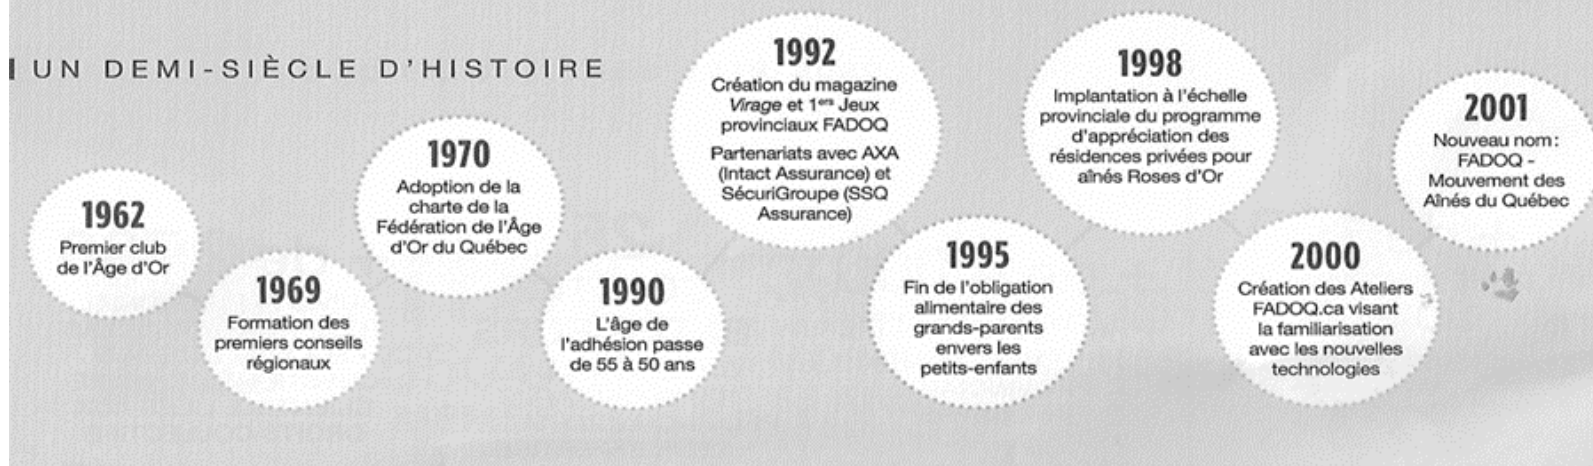 UN DEMI-SIÈCLE D'HISTOIRE
1962
Premier club
de l'Âge d'Or
1969
Formation des
premiers conseils
régionaux
1970
Adoption de la
charte de la
Fédération de l'Âge
d'Or du Québec
1990
L'âge de
l'adhésion passe
de 55 à 50 ans
1992
Création du magazine
Virage et 1ers Jeux
provinciaux FADOQ
Partenariats avec AXA
(Intact Assurance) et
SécuriGroupe (SSQ
Assurance)
1995
Fin de l'obligation
alimentaire des
grands-parents
envers les
petits-enfants
1998
Implantation à l'échelle
provinciale du programme
d'appréciation des
résidences privées pour
aînés Roses d'Or
2000
Création des Ateliers
FADOQ.ca visant
la familiarisation
avec les nouvelles
technologies
2001
Nouveau nom:
FADOQ -
Mouvement des
Aînés du Québec